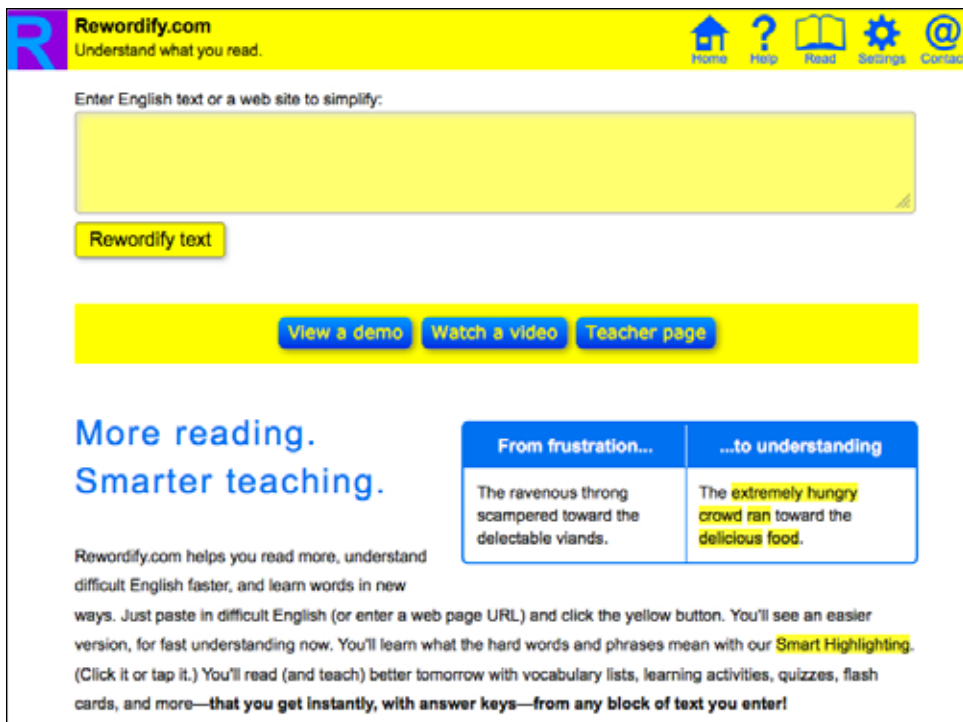 R
Rewordify.com
Understand what you read.
Home Help Read Settings Contac
Enter English text or a web site to simplify:
Rewordify text
View a demo Watch a video Teacher page
More reading.
Smarter teaching.
From frustration... ...to understanding
The ravenous throng
scampered toward the
delectable viands.
The extremely hungry
crowd ran toward the
delicious food.
Rewordify.com helps you read more, understand
difficult English faster, and learn words in new
ways. Just paste in difficult English (or enter a web page URL) and click the yellow button. You'll see an easier
version, for fast understanding now. You'll learn what the hard words and phrases mean with our Smart Highlighting.
(Click it or tap it.) You'll read (and teach) better tomorrow with vocabulary lists, learning activities, quizzes, flash
cards, and more—that you get instantly, with answer keys—from any block of text you enter!